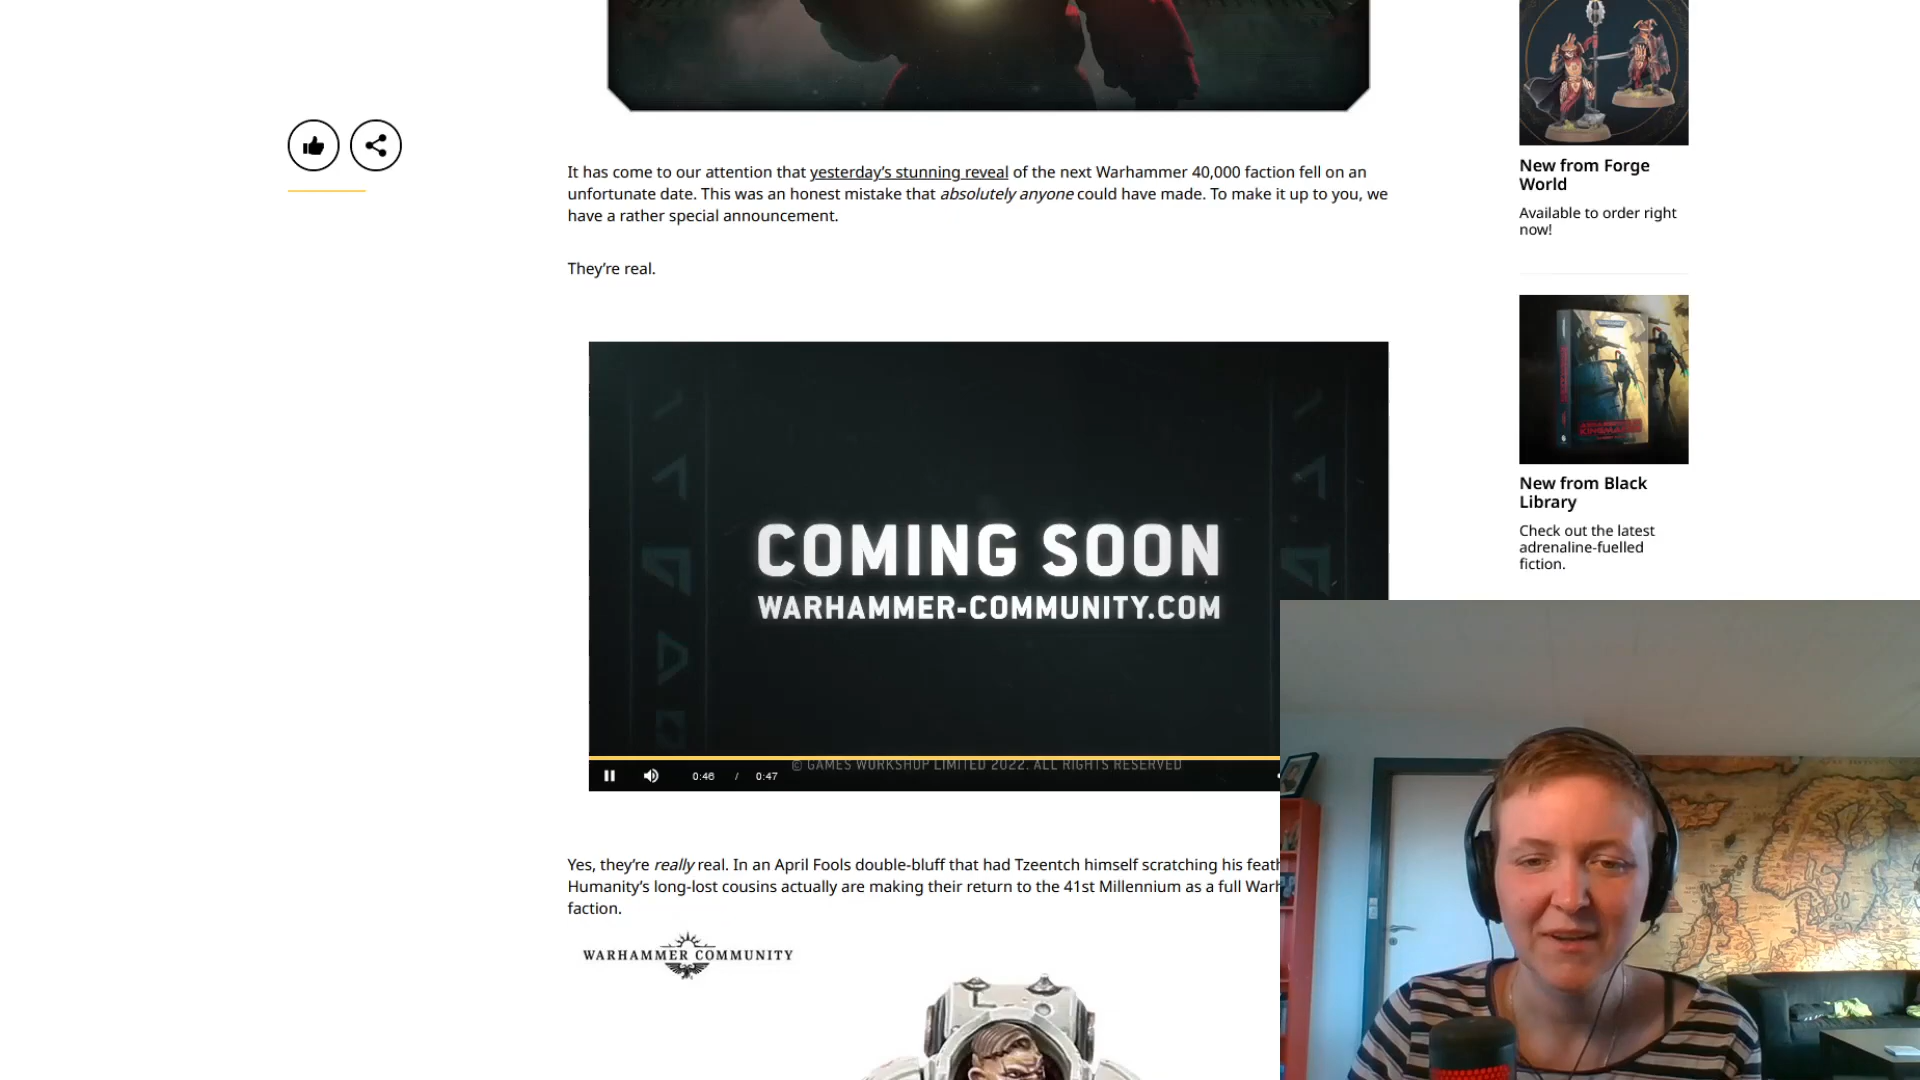 It has come to our attention that yesterday's stunning reveal of the next Warhammer 40,000 faction fell on an
unfortunate date. This was an honest mistake that absolutely anyone could have made. To make it up to you, we
have a rather special announcement.
They're real.
COMING SOON
WARHAMMER-COMMUNITY.COM
© GAMES WORKSHOP LIMITED 2022. ALL RIGHTS RESERVED
0:46 / 0:47
Yes, they're really real. In an April Fools double-bluff that had Tzeentch himself scratching his
Humanity's long-lost cousins actually are making their return to the 41st Millennium as a full
faction.
WARHAMMER COMMUNITY
New from Forge
World
Available to order right
now!
New from Black
Library
Check out the latest
adrenaline-fuelled
fiction.